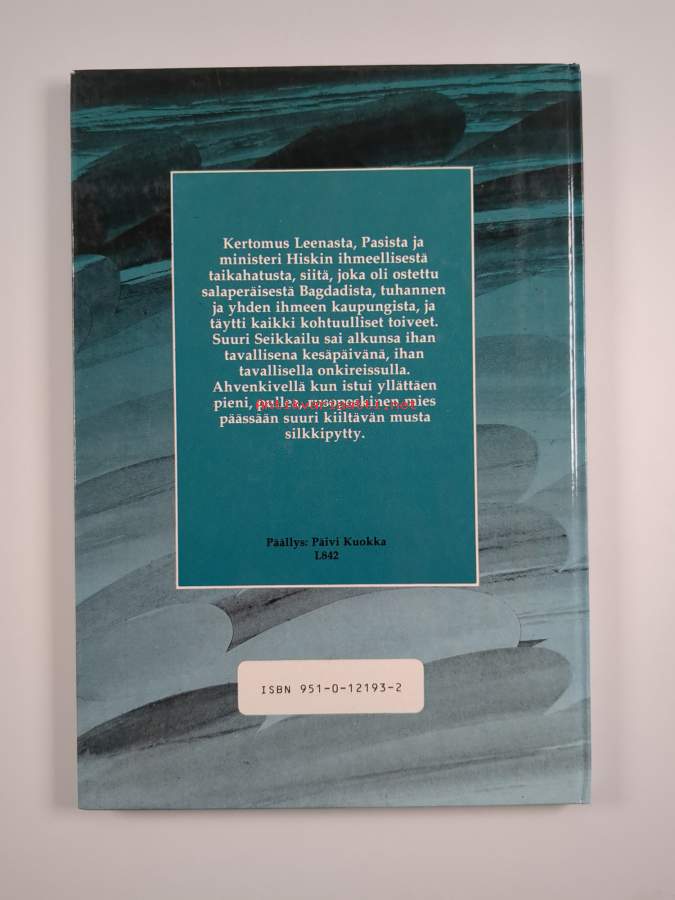 Kertomus Leenasta, Pasista ja
ministeri Hiskin ihmeellisestä
taikahatusta, siitä, joka oli ostettu
salaperäisestä Bagdadista, tuhannen
ja yhden ihmeen kaupungista, ja
täytti kaikki kohtuulliset toiveet.
Suuri Seikkailu sai alkunsa ihan
tavallisena kesäpäivänä, ihan
tavallisella onkireissulla.
Ahvenkivellä kun istui yllättäen
pieni, pullea, rusoposkinen mies
päässään suuri kiiltävän musta
silkkipytty.
Päällys: Päivi Kuokka
L842
ISBN 951-0-12193-2